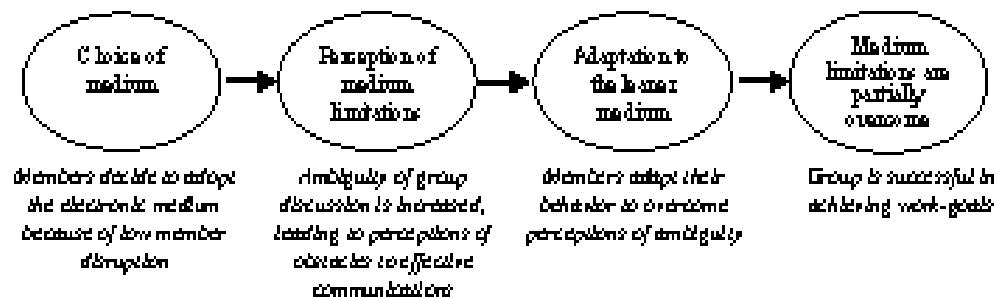 Choice of
medium
Perception of
medium
limitations
Adaptation to
the leaner
medium
Medium
limitations are
partially
overcome
Members decide to adopt
the electronic medium
because of low member
disruption
Ambiguity of group
discussion is increased,
leading to perceptions of
obstacles to effective
communications
Members adapt their
behavior to overcome
perceptions of ambiguity
Group is successful in
achieving work-goals